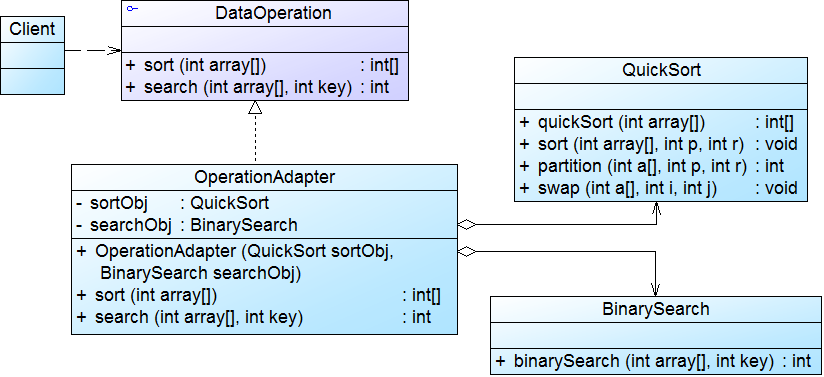 Client
DataOperation
+ sort (int array[]) : int[]
+ search (int array[], int key) : int
QuickSort
+ quickSort (int array[]) : int[]
+ sort (int array[], int p, int r) : void
+ partition (int a[], int p, int r) : int
+ swap (int a[], int i, int j) : void
OperationAdapter
- sortObj : QuickSort
- searchObj : BinarySearch
+ OperationAdapter (QuickSort sortObj,
BinarySearch searchObj)
+ sort (int array[]) : int[]
+ search (int array[], int key) : int
BinarySearch
+ binarySearch (int array[], int key) : int